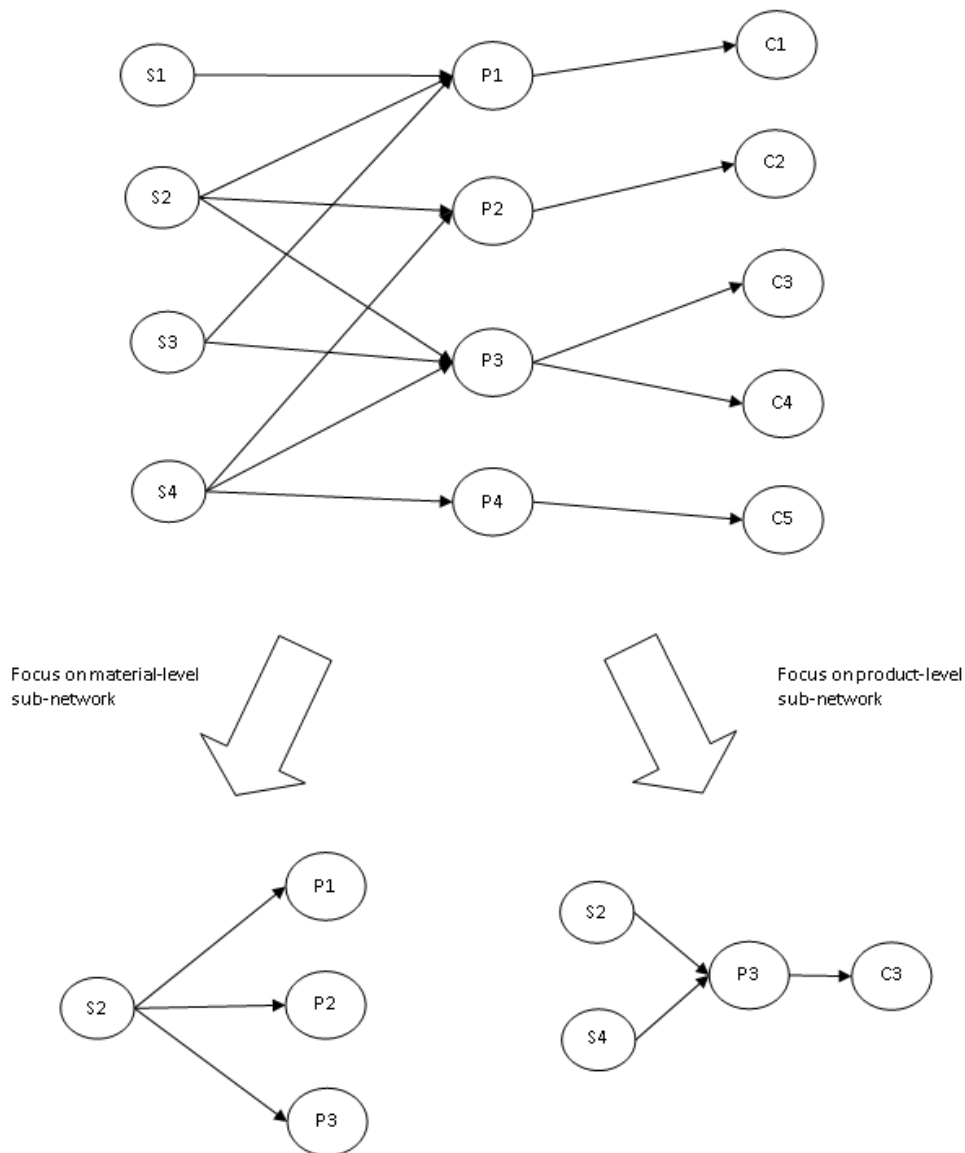 C1
S1
P1
C2
S2
P2
C3
S3
P3
C4
S4
P4
C5
Focus on material-level
sub-network
Focus on product-level
sub-network
P1
S2
P3
C3
P2
S2
S4
P3